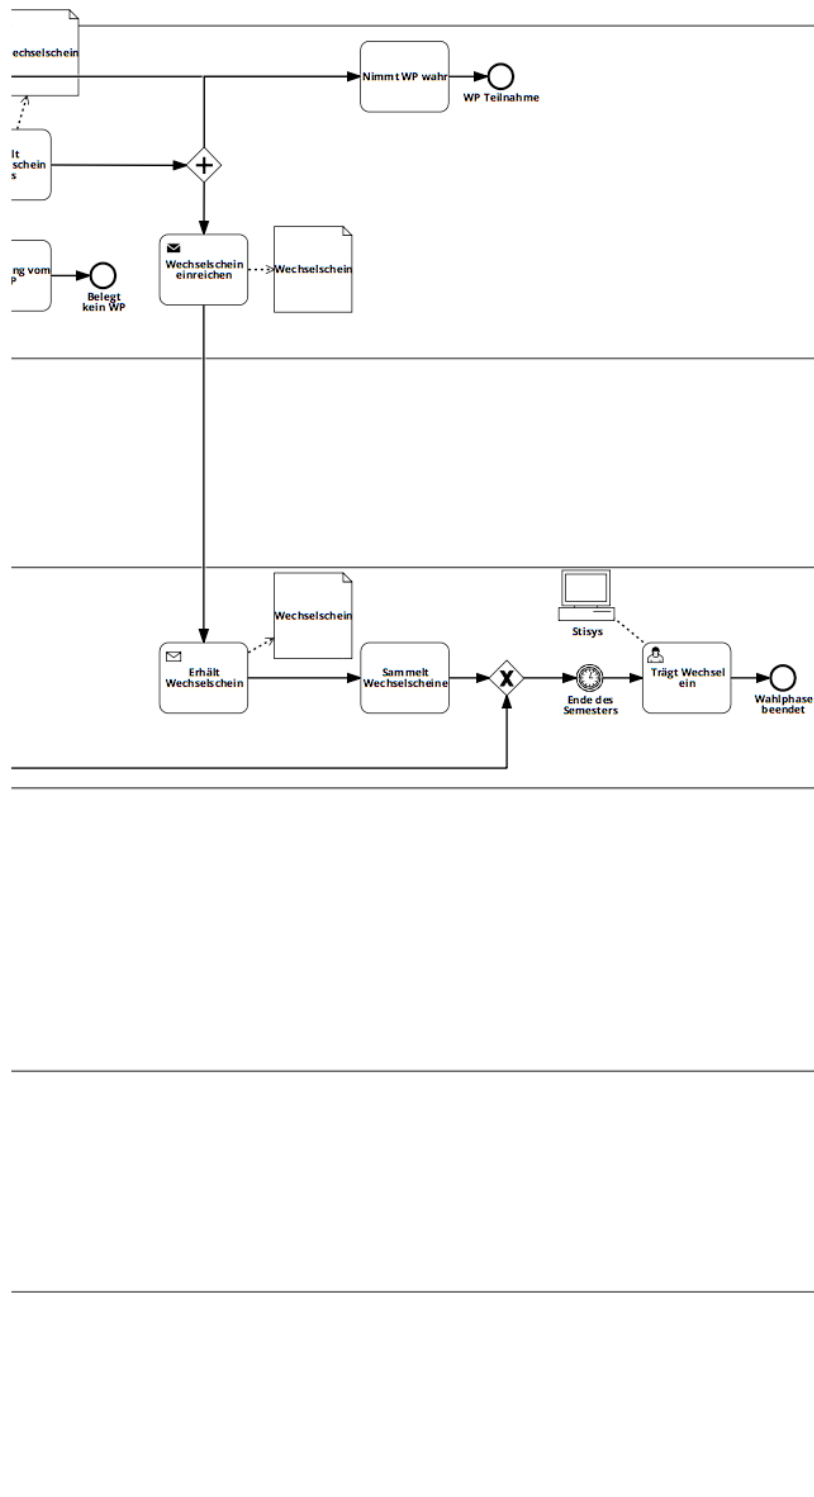 echselschein
Nimmt WP wahr
WP Teilnahme
lt
schein
s
Wechselschein
einreichen
Wechselschein
ng vom
P
Belegt
kein WP
Wechselschein
Stisys
Erhält
Wechselschein
Sammelt
Wechselscheine
X
Ende des
Semesters
Trägt Wechsel
ein
Wahlphase
beendet